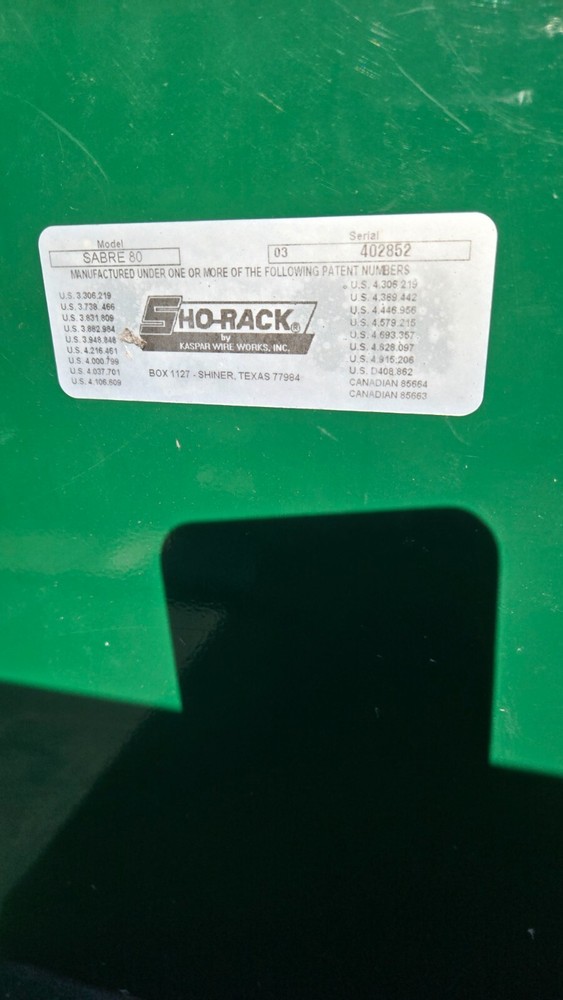 Model
SABRE 80
Serial
03 402852
MANUFACTURED UNDER ONE OR MORE OF THE FOLLOWING PATENT NUMBERS
U.S. 3.306.219
U.S. 3.738.466
U.S. 3.831.809
U.S. 3.882.984
U.S. 3.948.848
U.S. 4.216.461
U.S. 4.000.799
U.S. 4.037.701
U.S. 4.106.609
SHO-RACK®
by
KASPAR WIRE WORKS, INC.
BOX 1127 - SHINER, TEXAS 77984
U.S. 4.306 219
U.S. 4.369.442
U.S. 4.446.956
U.S. 4.579.215
U.S. 4.693.357
U.S. 4.828.097
U.S. 4.915.206
U.S. D408.862
CANADIAN 85664
CANADIAN 85663